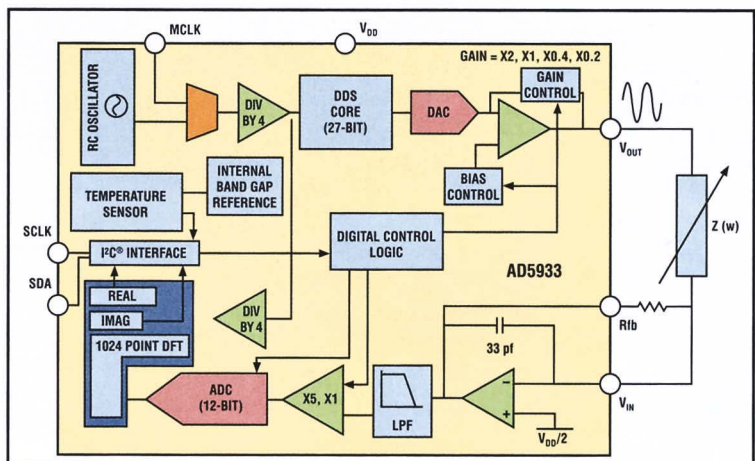 MCLK
VDD
GAIN = X2, X1, X0.4, X0.2
RC OSCILLATOR
DIV
BY 4
DDS
CORE
(27-BIT)
DAC
GAIN
CONTROL
VOUT
BIAS
CONTROL
TEMPERATURE
SENSOR
INTERNAL
BAND GAP
REFERENCE
SCLK
I²C® INTERFACE
DIGITAL CONTROL
LOGIC
Z (w)
AD5933
SDA
REAL
IMAG
1024 POINT DFT
DIV
BY 4
Rfb
33 pf
ADC
(12-BIT)
X5, X1
LPF
−
+
VDD/2
VIN